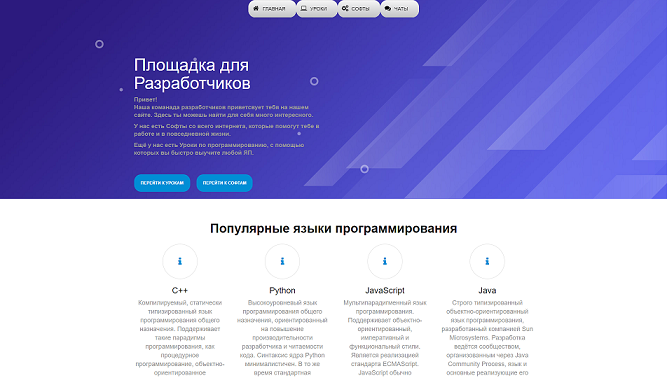 ГЛАВНАЯ УРОКИ СОФТЫ ЧАТЫ
Площадка для
Разработчиков
Привет!
Наша команада разработчиков приветсвует тебя на нашем
сайте. Здесь ты можешь найти для себя много интересного.
У нас есть Софты со всего интернета, которые помогут тебе в
работе и в повседневной жизни.
Ещё у нас есть Уроки по программированию, с помощью
которых вы быстро выучите любой ЯП.
ПЕРЕЙТИ К УРОКАМ ПЕРЕЙТИ К СОФТАМ
Популярные языки программирования
C++ Python JavaScript Java
Компилируемый, статически Высокоуровневый язык Мультипарадигменный язык Строго типизированный
типизированный язык программирования общего программирования. объектно-ориентированный
программирования общего назначения, ориентированный Поддерживает объектно- язык программирования,
назначения. Поддерживает на повышение ориентированный, разработанный компанией Sun
такие парадигмы производительности императивный и Microsystems. Разработка
программирования, как разработчика и читаемости функциональный стили. ведётся сообществом,
процедурное кода. Синтаксис ядра Python Является реализацией организованным через Java
программирование, объектно- минималистичен. В то же стандарта ECMAScript. Community Process, язык и
ориентированное время стандартная JavaScript обычно основные реализующие его